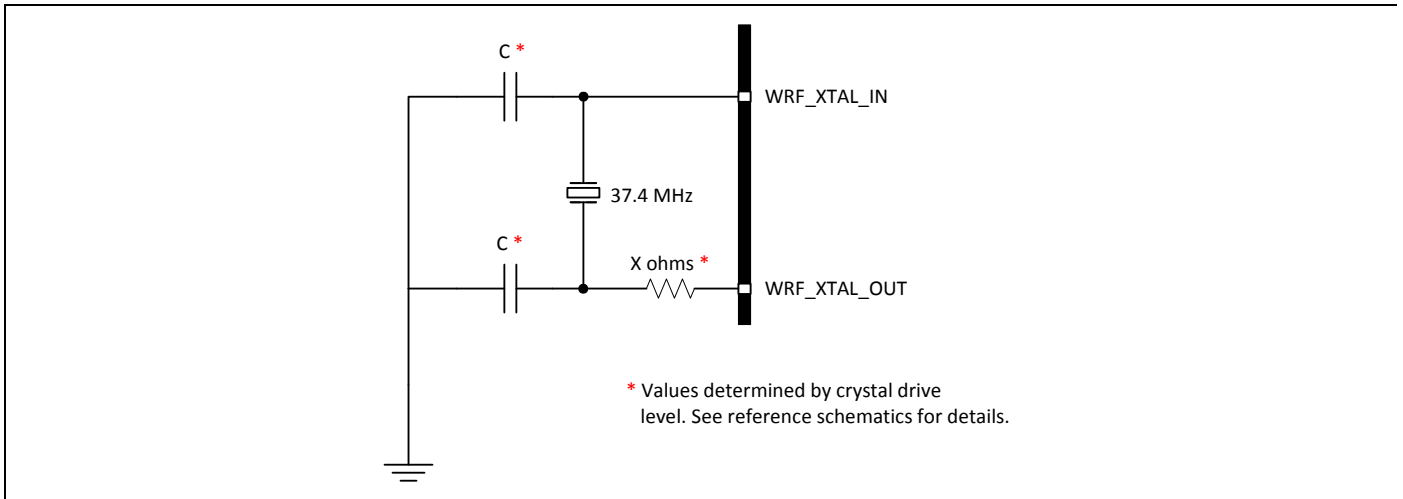 C *
WRF_XTAL_IN
37.4 MHz
C *
X ohms *
WRF_XTAL_OUT
* Values determined by crystal drive
level. See reference schematics for details.